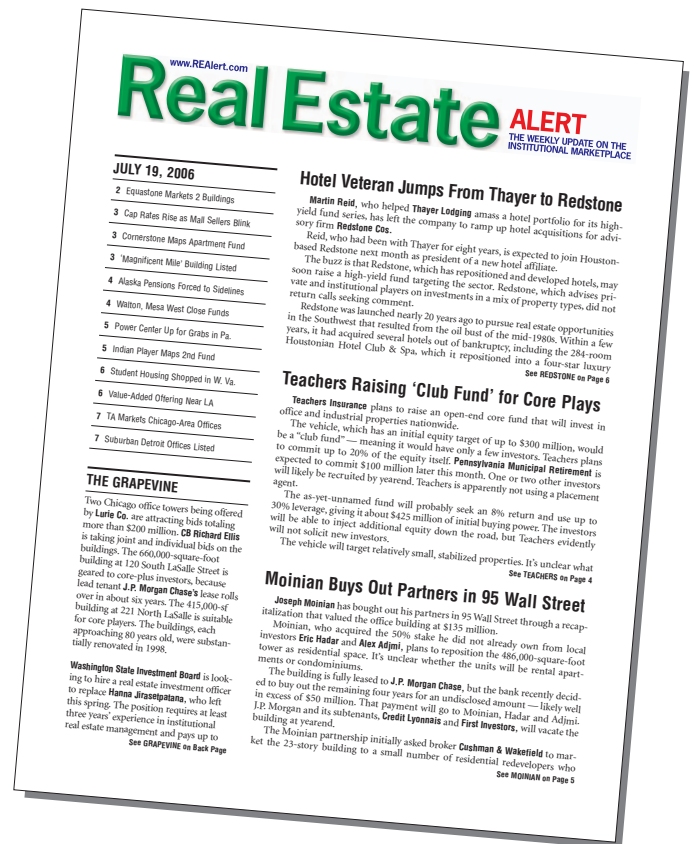 www.REAlert.com
Real Estate
ALERT
THE WEEKLY UPDATE ON THE
INSTITUTIONAL MARKETPLACE
JULY 19, 2006
2 Equastone Markets 2 Buildings
3 Cap Rates Rise as Mall Sellers Blink
3 Cornerstone Maps Apartment Fund
3 'Magnificent Mile' Building Listed
4 Alaska Pensions Forced to Sidelines
4 Walton, Mesa West Close Funds
5 Power Center Up for Grabs in Pa.
5 Indian Player Maps 2nd Fund
6 Student Housing Shopped in W. Va.
6 Value-Added Offering Near LA
7 TA Markets Chicago-Area Offices
7 Suburban Detroit Offices Listed
THE GRAPEVINE
Two Chicago office towers being offered
by Lurie Co. are attracting bids totaling
more than $200 million. CB Richard Ellis
is taking joint and individual bids on the
buildings. The 660,000-square-foot
building at 120 South LaSalle Street is
geared to core-plus investors, because
lead tenant J.P. Morgan Chase's lease rolls
over in about six years. The 415,000-sf
building at 221 North LaSalle is suitable
for core players. The buildings, each
approaching 80 years old, were substan-
tially renovated in 1998.
Washington State Investment Board is look-
ing to hire a real estate investment officer
to replace Hanna Jirasetpatana, who left
this spring. The position requires at least
three years' experience in institutional
real estate management and pays up to
See GRAPEVINE on Back Page
Hotel Veteran Jumps From Thayer to Redstone
Martin Reid, who helped Thayer Lodging amass a hotel portfolio for its high-
yield fund series, has left the company to ramp up hotel acquisitions for advi-
sory firm Redstone Cos.
Reid, who had been with Thayer for eight years, is expected to join Houston-
based Redstone next month as president of a new hotel affiliate.
The buzz is that Redstone, which has repositioned and developed hotels, may
soon raise a high-yield fund targeting the sector. Redstone, which advises pri-
vate and institutional players on investments in a mix of property types, did not
return calls seeking comment.
Redstone was launched nearly 20 years ago to pursue real estate opportunities
in the Southwest that resulted from the oil bust of the mid-1980s. Within a few
years, it had acquired several hotels out of bankruptcy, including the 284-room
Houstonian Hotel Club & Spa, which it repositioned into a four-star luxury
See REDSTONE on Page 6
Teachers Raising 'Club Fund' for Core Plays
Teachers Insurance plans to raise an open-end core fund that will invest in
office and industrial properties nationwide.
The vehicle, which has an initial equity target of up to $300 million, would
be a "club fund" — meaning it would have only a few investors. Teachers plans
to commit up to 20% of the equity itself. Pennsylvania Municipal Retirement is
expected to commit $100 million later this month. One or two other investors
will likely be recruited by yearend. Teachers is apparently not using a placement
agent.
The as-yet-unnamed fund will probably seek an 8% return and use up to
30% leverage, giving it about $425 million of initial buying power. The investors
will be able to inject additional equity down the road, but Teachers evidently
will not solicit new investors.
The vehicle will target relatively small, stabilized properties. It's unclear what
See TEACHERS on Page 4
Moinian Buys Out Partners in 95 Wall Street
Joseph Moinian has bought out his partners in 95 Wall Street through a recap-
italization that valued the office building at $135 million.
Moinian, who acquired the 50% stake he did not already own from local
investors Eric Hadar and Alex Adjmi, plans to reposition the 486,000-square-foot
tower as residential space. It's unclear whether the units will be rental apart-
ments or condominiums.
The building is fully leased to J.P. Morgan Chase, but the bank recently decid-
ed to buy out the remaining four years for an undisclosed amount — likely well
in excess of $50 million. That payment will go to Moinian, Hadar and Adjmi.
J.P. Morgan and its subtenants, Credit Lyonnais and First Investors, will vacate the
building at yearend.
The Moinian partnership initially asked broker Cushman & Wakefield to mar-
ket the 23-story building to a small number of residential redevelopers who
See MOINIAN on Page 5